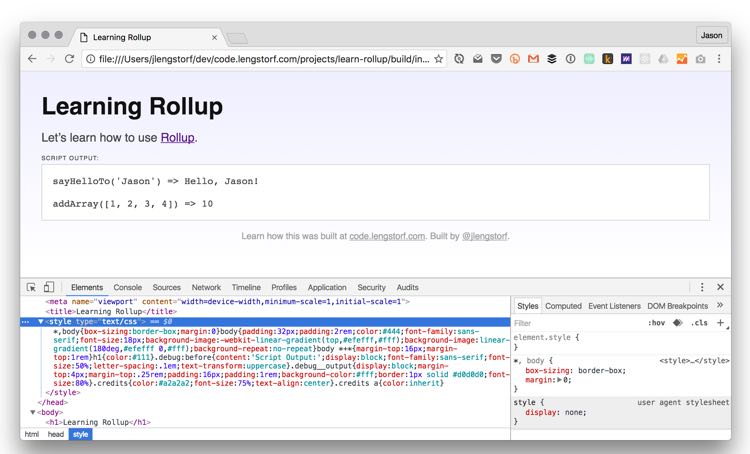 Learning Rollup
Jason
file:///Users/jlengstorf/dev/code.lengstorf.com/projects/learn-rollup/build/in...
Learning Rollup
Let's learn how to use Rollup.
SCRIPT OUTPUT:
sayHelloTo('Jason') => Hello, Jason!
addArray([1, 2, 3, 4]) => 10
Learn how this was built at code.lengstorf.com. Built by @jlengstorf.
Elements Console Sources Network Timeline Profiles Application Security Audits
<meta name="viewport" content="width=device-width,minimum-scale=1,initial-scale=1">
<title>Learning Rollup</title>
<style type="text/css"> == $0
*,body{box-sizing:border-box;margin:0}body{padding:32px;padding:2rem;color:#444;font-family:sans-
serif;font-size:18px;background-image:-webkit-linear-gradient(top,#efefff,#fff);background-image:linear-
gradient(180deg,#efefff 0,#fff);background-repeat:no-repeat}body *+*{margin-top:16px;margin-
top:1rem}h1{color:#111}.debug:before{content:'Script Output:';display:block;font-family:sans-serif;font-
size:50%;letter-spacing:.1em;text-transform:uppercase}.debug__output{display:block;margin-
top:4px;margin-top:.25rem;padding:16px;padding:1rem;background-color:#fff;border:1px solid #d0d0d0;font-
size:80%}.credits{color:#a2a2a2;font-size:75%;text-align:center}.credits a{color:inherit}
</style>
</head>
<body>
<h1>Learning Rollup</h1>
html head style
Styles Computed Event Listeners DOM Breakpoints »
Filter :hov .cls +
element.style {
}
*, body { <style>…</style>
box-sizing: border-box;
margin: 0;
}
style { user agent stylesheet
display: none;
}